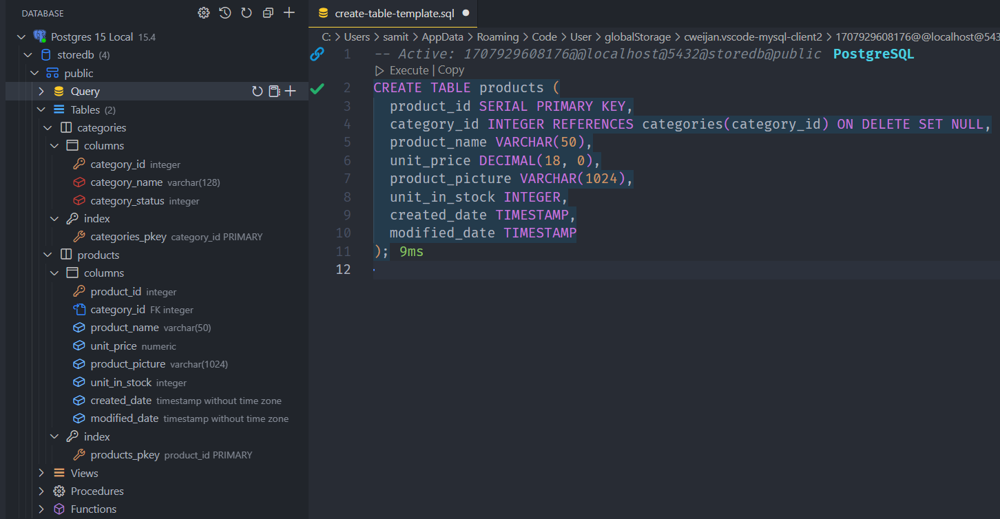 DATABASE
Postgres 15 Local 15.4
storedb (4)
public
Query
Tables (2)
categories
columns
category_id integer
category_name varchar(128)
category_status integer
index
categories_pkey category_id PRIMARY
products
columns
product_id integer
category_id FK integer
product_name varchar(50)
unit_price numeric
product_picture varchar(1024)
unit_in_stock integer
created_date timestamp without time zone
modified_date timestamp without time zone
index
products_pkey product_id PRIMARY
Views
Procedures
Functions
create-table-template.sql
C: > Users > samit > AppData > Roaming > Code > User > globalStorage > cweijan.vscode-mysql-client2 > 1707929608176@@localhost@543
1 -- Active: 1707929608176@@localhost@5432@storedb@public PostgreSQL
Execute | Copy
2 CREATE TABLE products (
3 product_id SERIAL PRIMARY KEY,
4 category_id INTEGER REFERENCES categories(category_id) ON DELETE SET NULL,
5 product_name VARCHAR(50),
6 unit_price DECIMAL(18, 0),
7 product_picture VARCHAR(1024),
8 unit_in_stock INTEGER,
9 created_date TIMESTAMP,
10 modified_date TIMESTAMP
11 ); 9ms
12